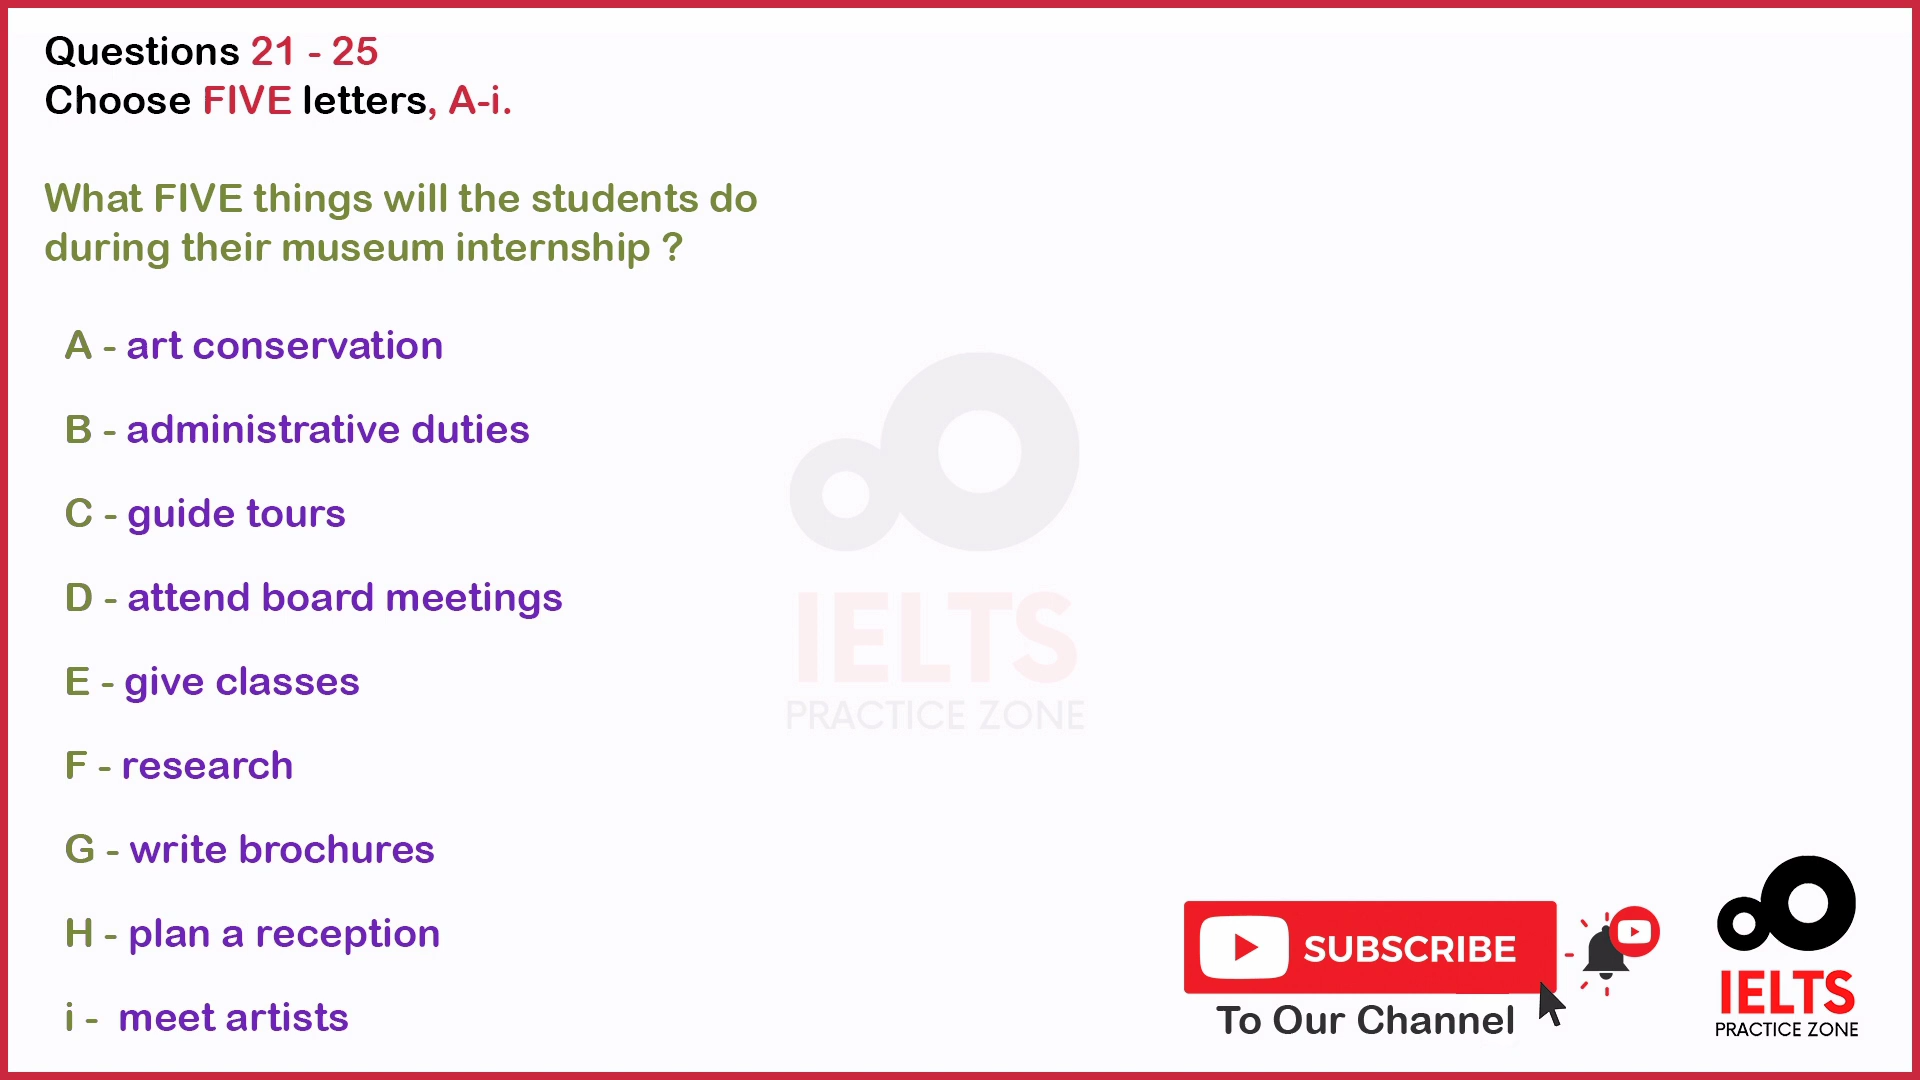 Questions 21 - 25
Choose FIVE letters, A-i.
What FIVE things will the students do
during their museum internship ?
A - art conservation
B - administrative duties
C - guide tours
D - attend board meetings
E - give classes
F - research
G - write brochures
H - plan a reception
i - meet artists
IELTS
PRACTICE ZONE
SUBSCRIBE
To Our Channel
IELTS
PRACTICE ZONE